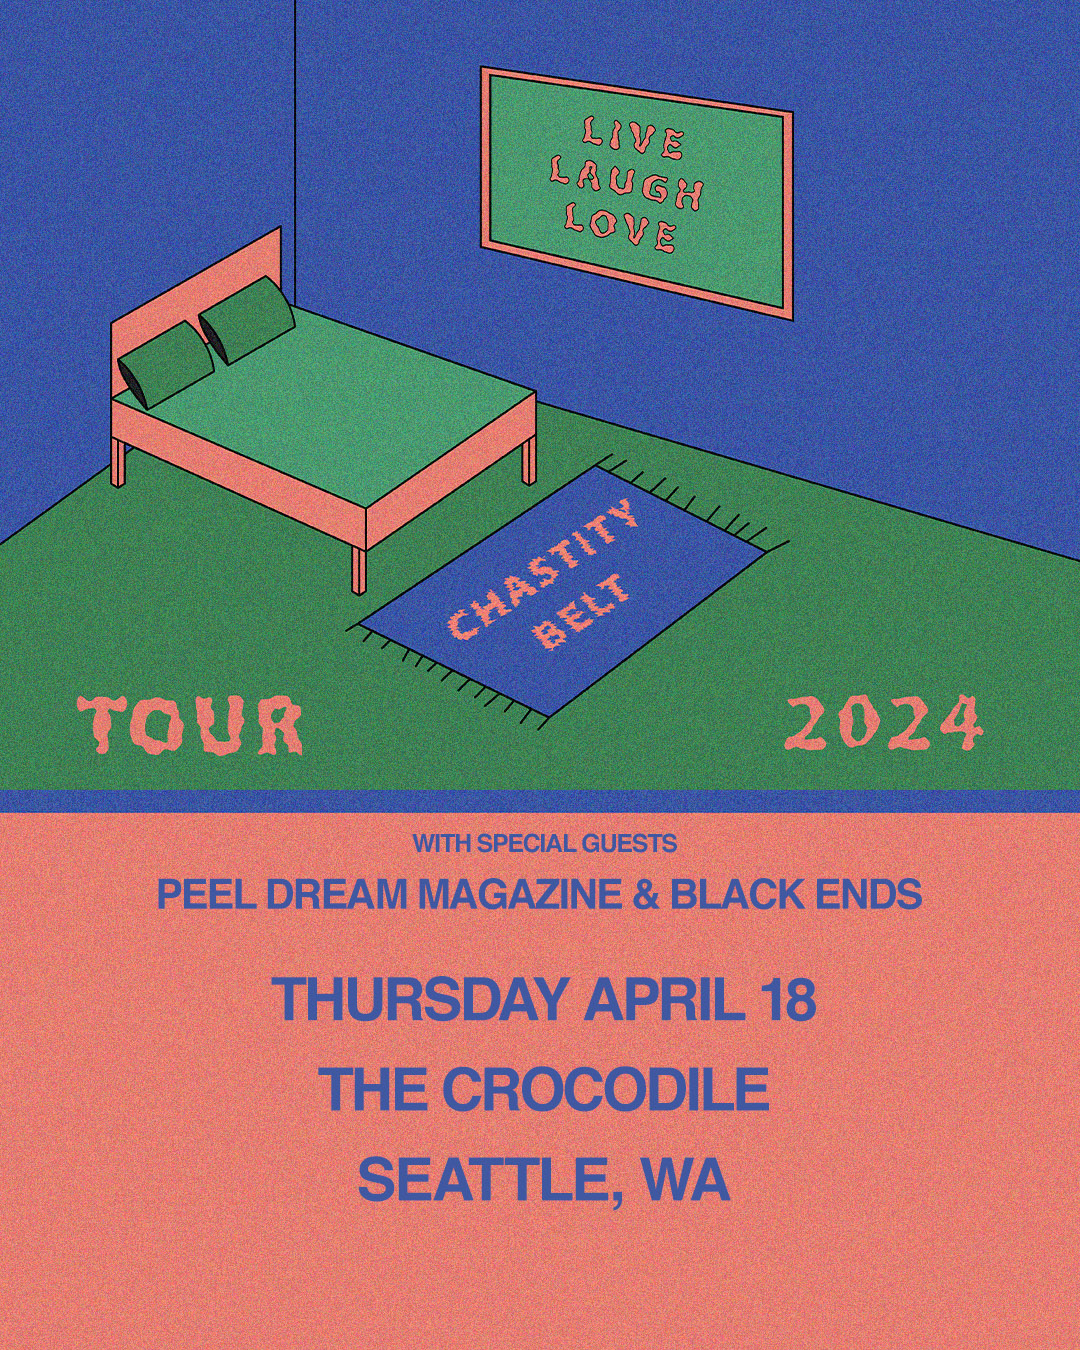 LIVE
LAUGH
LOVE
CHASTITY
BELT
TOUR 2024
WITH SPECIAL GUESTS
PEEL DREAM MAGAZINE & BLACK ENDS
THURSDAY APRIL 18
THE CROCODILE
SEATTLE, WA